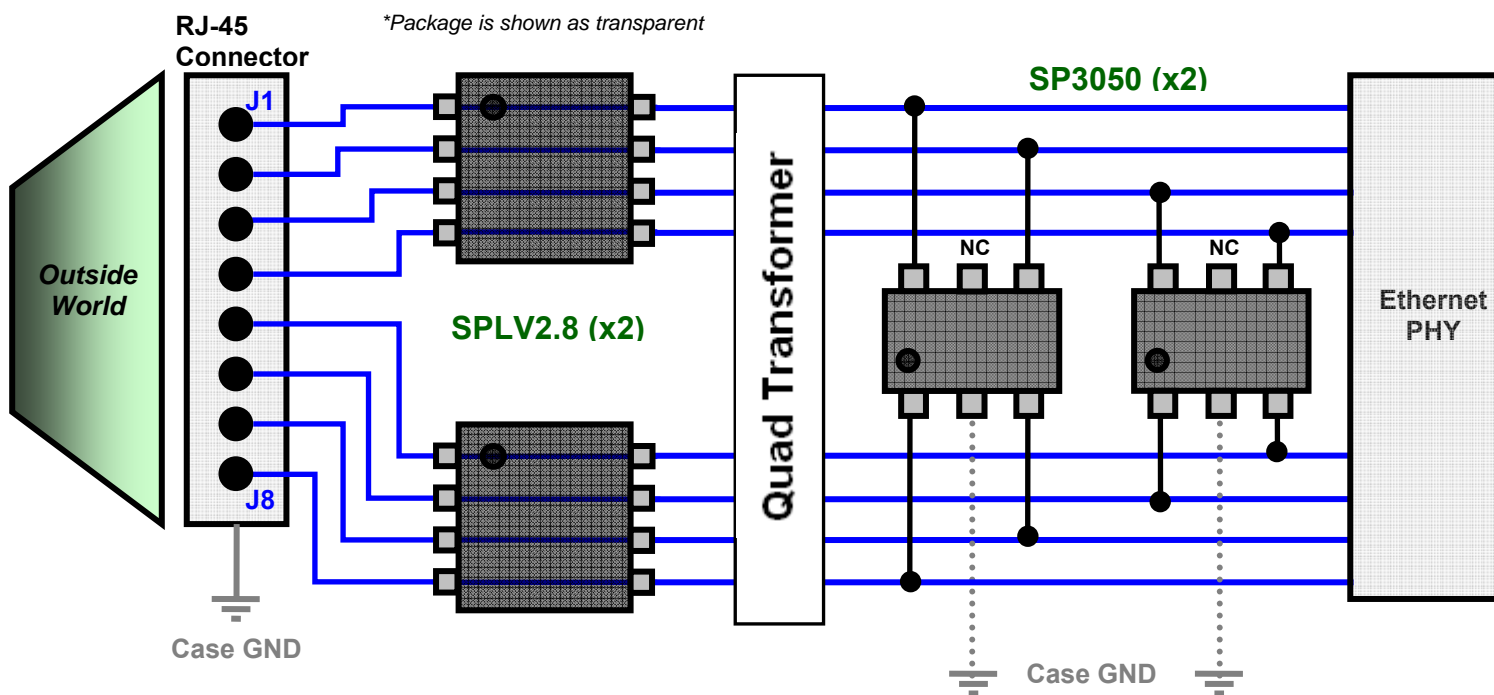 RJ-45
Connector
*Package is shown as transparent
J1
SP3050 (x2)
Outside
World
SPLV2.8 (x2)
Quad Transformer
NC
NC
Ethernet
PHY
J8
Case GND
Case GND